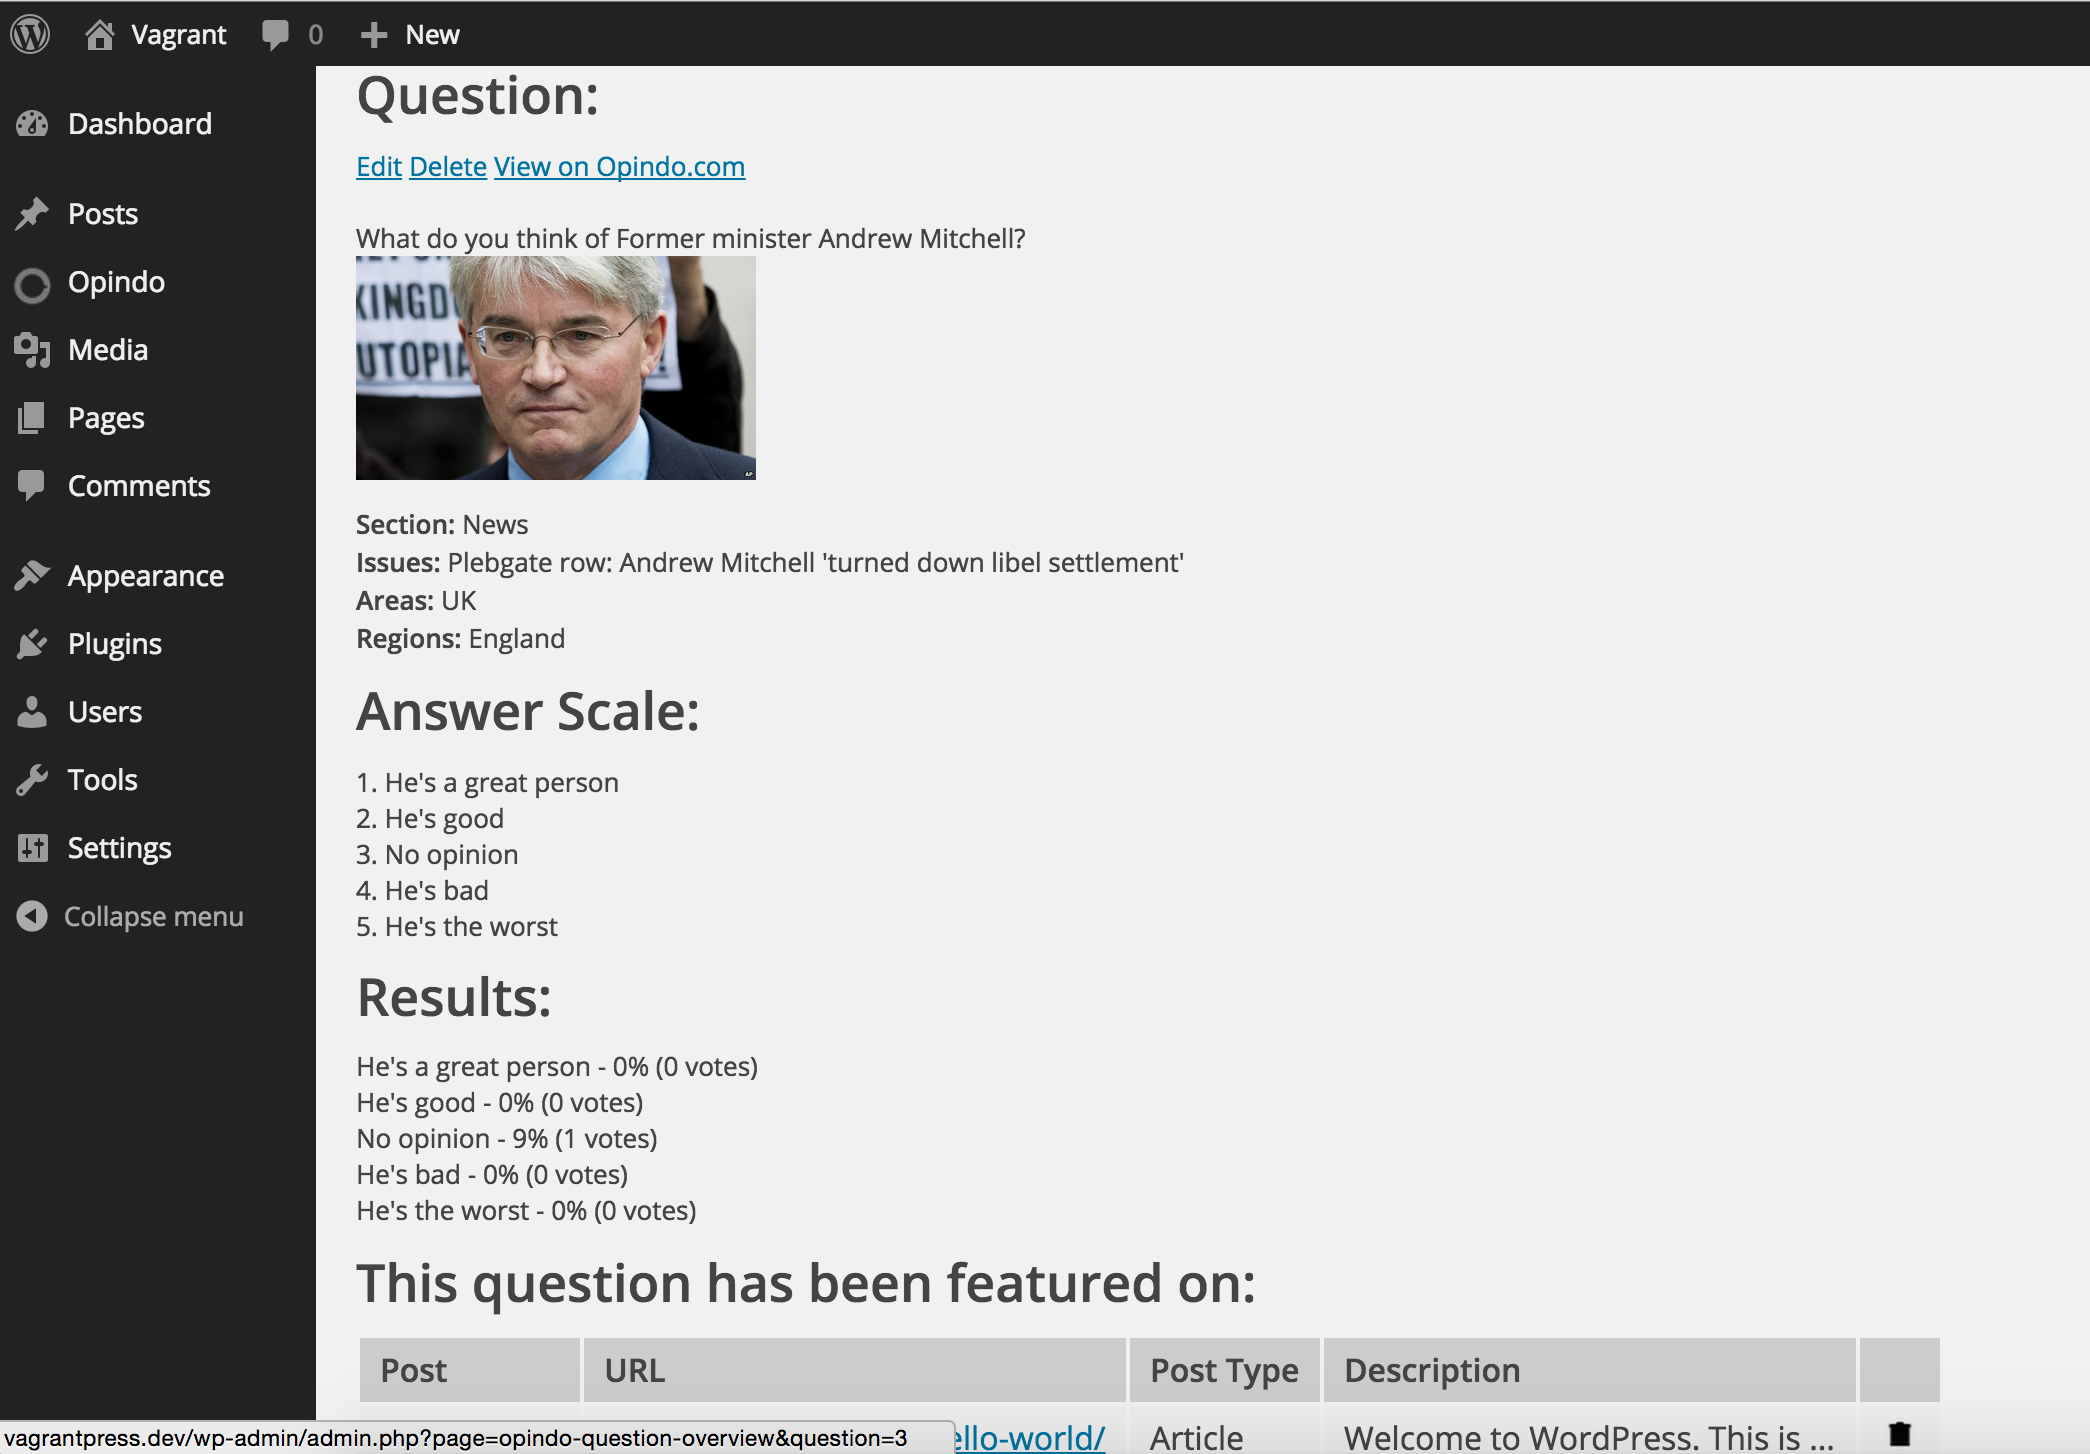 Vagrant 0 New
Dashboard
Posts
Opindo
Media
Pages
Comments
Appearance
Plugins
Users
Tools
Settings
Collapse menu
Question:
Edit Delete View on Opindo.com
What do you think of Former minister Andrew Mitchell?
KINGD
UTOPIA
AP
Section: News
Issues: Plebgate row: Andrew Mitchell 'turned down libel settlement'
Areas: UK
Regions: England
Answer Scale:
1. He's a great person
2. He's good
3. No opinion
4. He's bad
5. He's the worst
Results:
He's a great person - 0% (0 votes)
He's good - 0% (0 votes)
No opinion - 9% (1 votes)
He's bad - 0% (0 votes)
He's the worst - 0% (0 votes)
This question has been featured on:
Post URL Post Type Description
ello-world/ Article Welcome to WordPress. This is ...
vagrantpress.dev/wp-admin/admin.php?page=opindo-question-overview&question=3